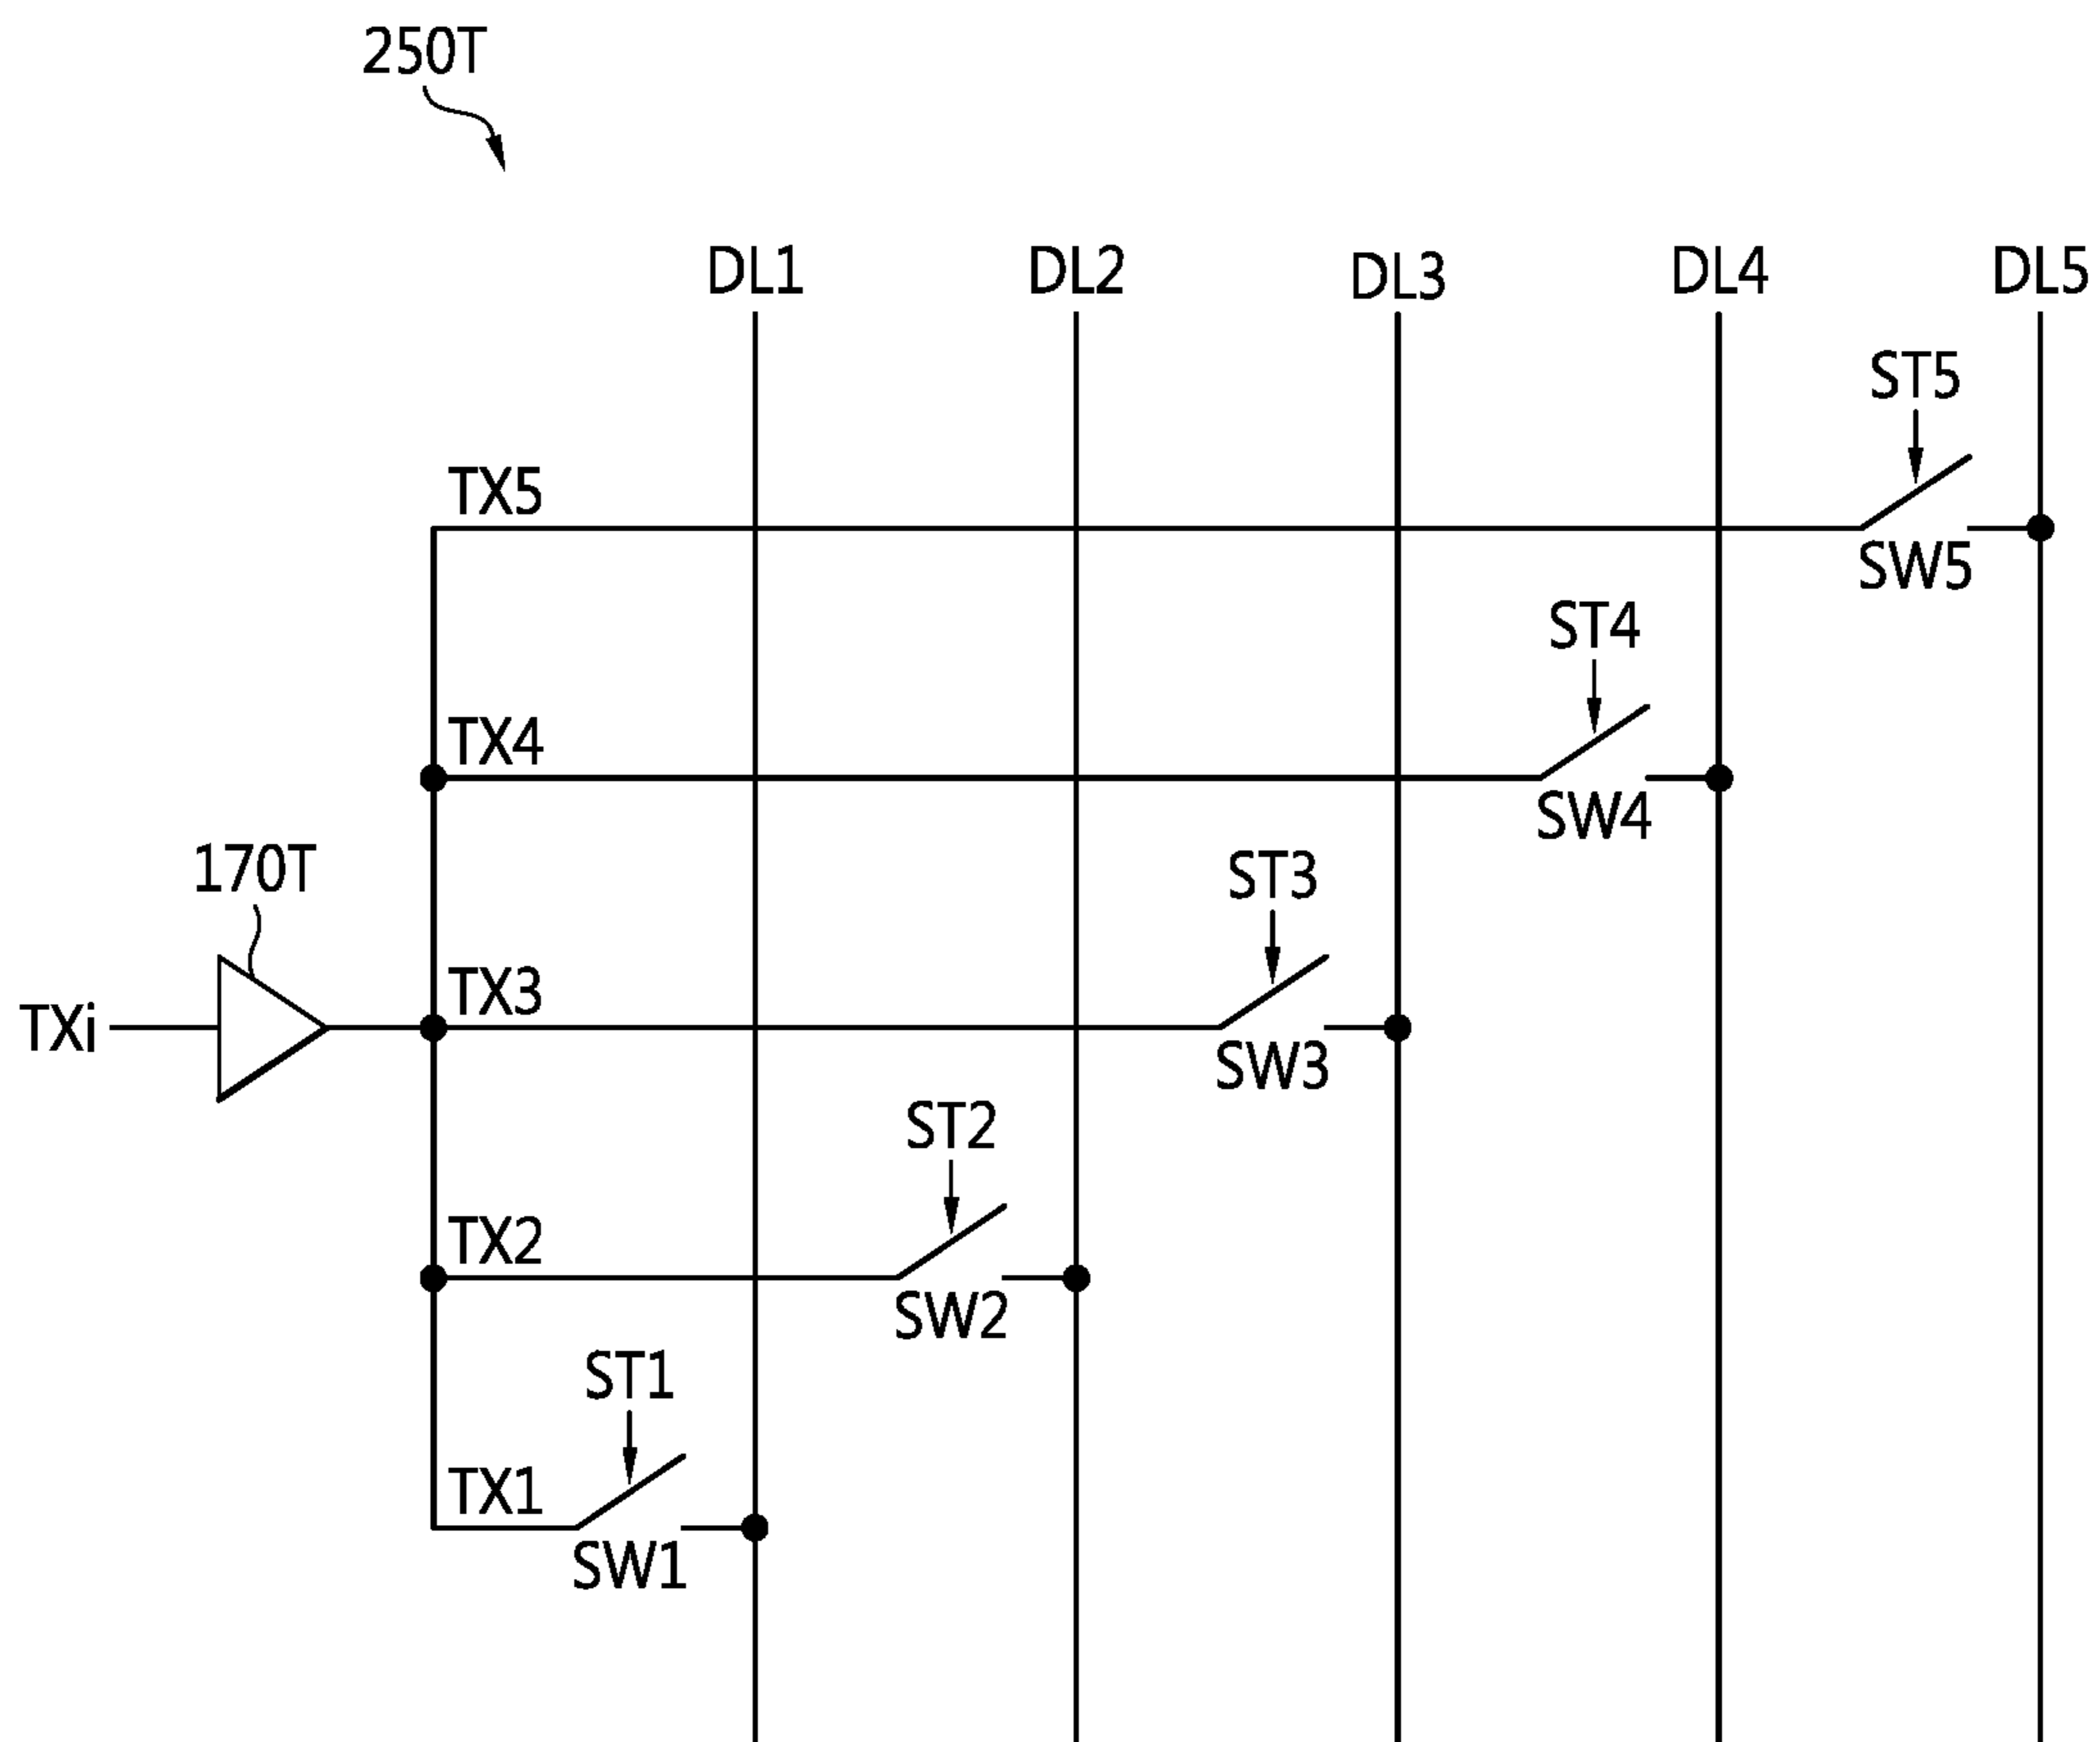 250T
DL1 DL2 DL3 DL4 DL5
ST5
TX5
SW5
ST4
TX4
SW4
170T
ST3
TX3
TXi
SW3
ST2
TX2
SW2
ST1
TX1
SW1